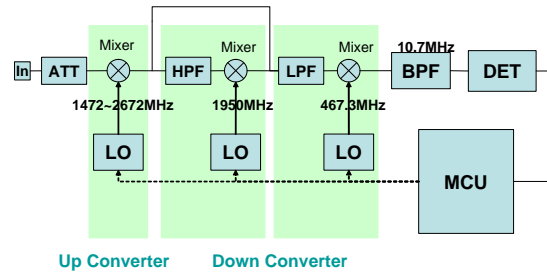 Mixer
Mixer
Mixer
10.7MHz
In
ATT
HPF
LPF
BPF
DET
1472~2672MHz
1950MHz
467.3MHz
LO
LO
LO
MCU
Up Converter
Down Converter